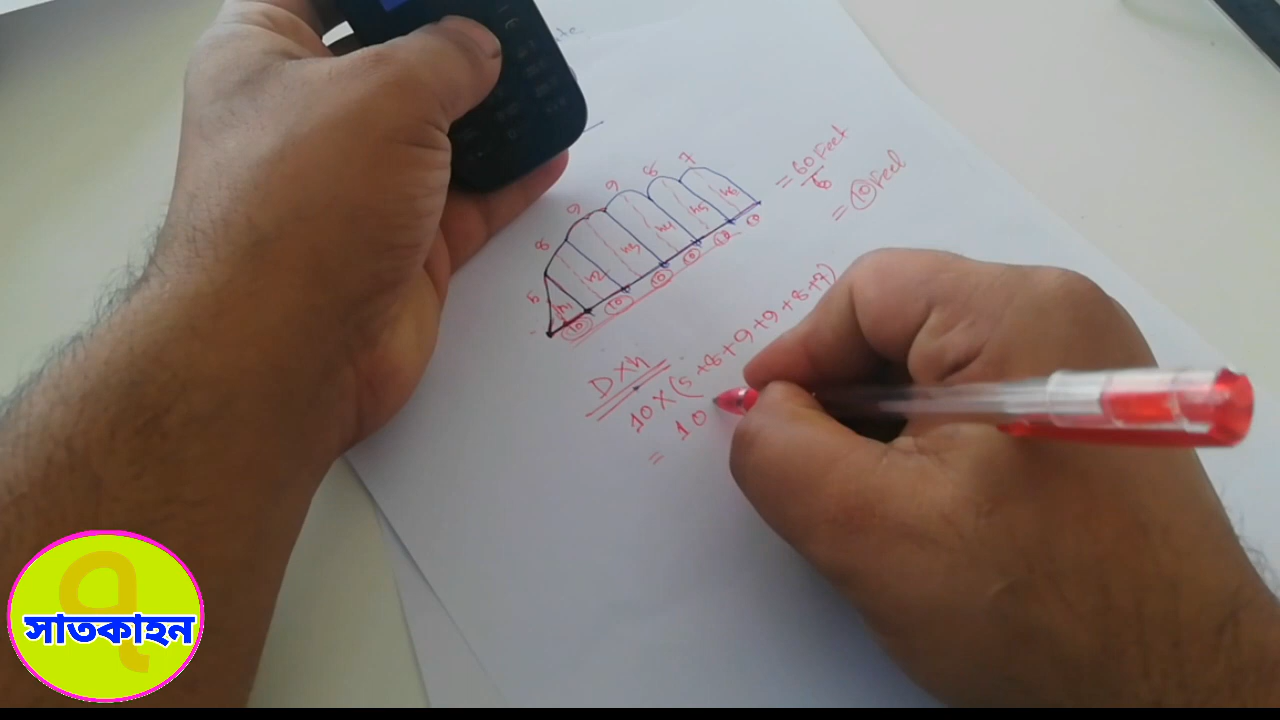 5 8 9 9 8 7
h1 h2 h3 h4 h5 h6
10 10 10 10 10 10
= 60 Feet
6
= 10 Feet
D×h
10×(5+8+9+9+8+7)
= 10
সাতকাহন